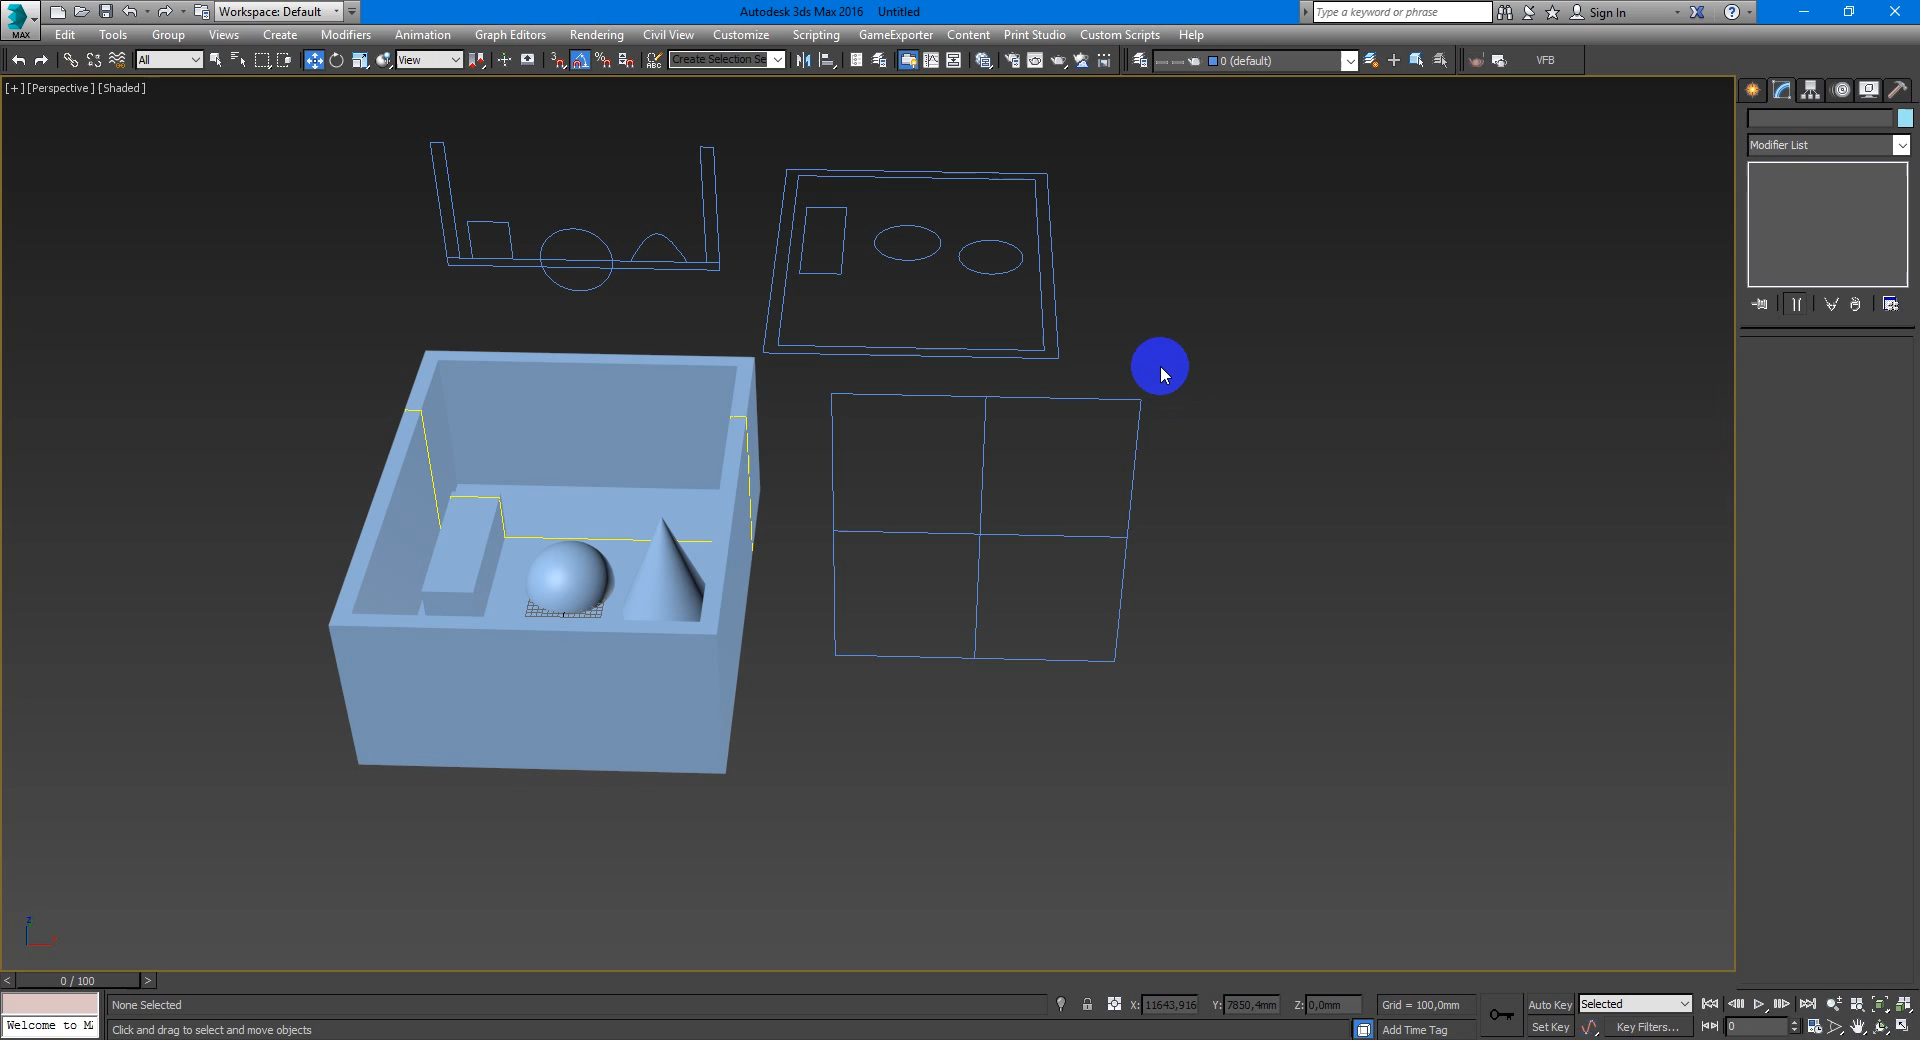 Workspace: Default
Autodesk 3ds Max 2016 Untitled
Type a keyword or phrase
Sign In
MAX
Edit Tools Group Views Create Modifiers Animation Graph Editors Rendering Civil View Customize Scripting GameExporter Content Print Studio Custom Scripts Help
All
View
Create Selection Se
0 (default)
VFB
[+] [Perspective] [Shaded]
Modifier List
z
< 0 / 100 >
None Selected
X: 11643,916 Y: 7850,4mm Z: 0,0mm
Grid = 100,0mm
Auto Key
Selected
Welcome to M
Click and drag to select and move objects
Add Time Tag
Set Key
Key Filters...
0